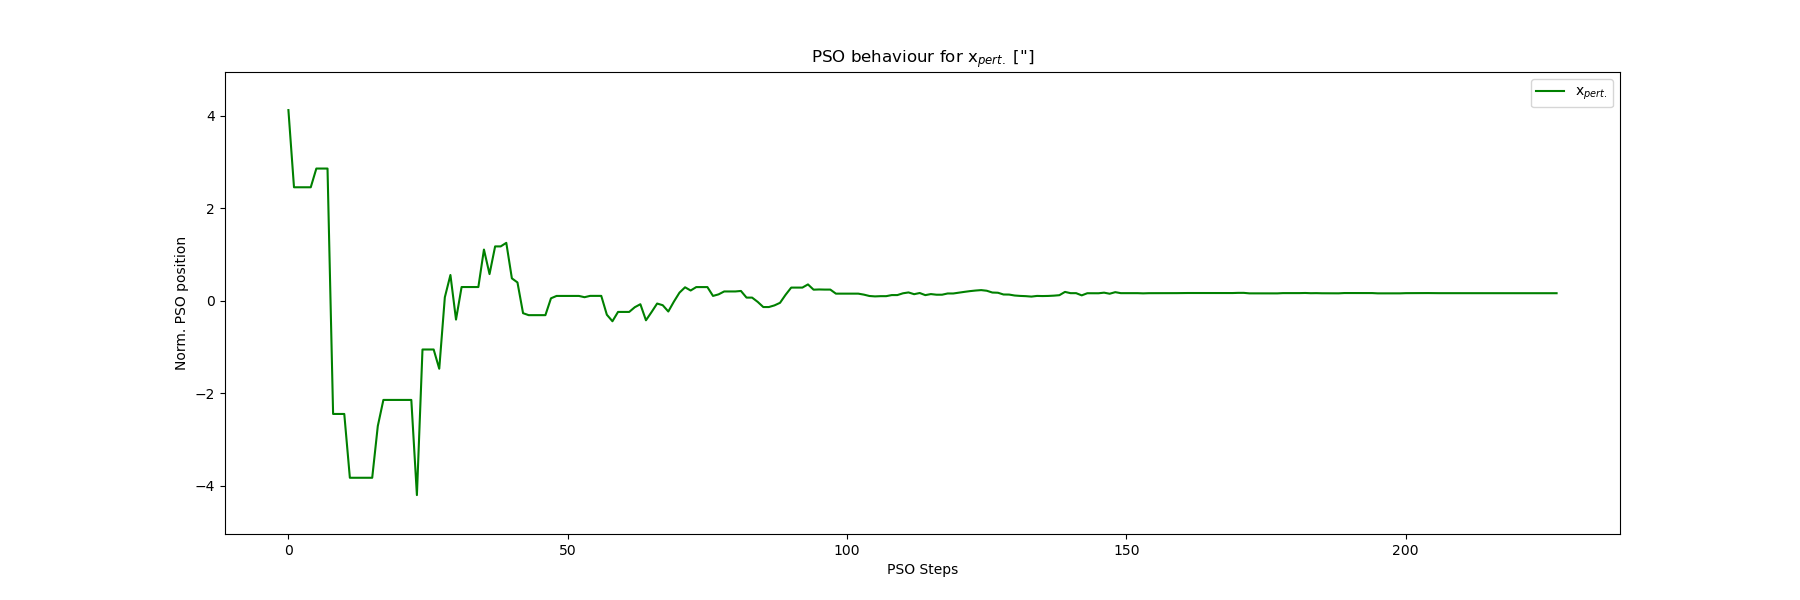 PSO behaviour for x_pert. ["]
x_pert.
4
2
0
−2
−4
Norm. PSO position
0 50 100 150 200
PSO Steps